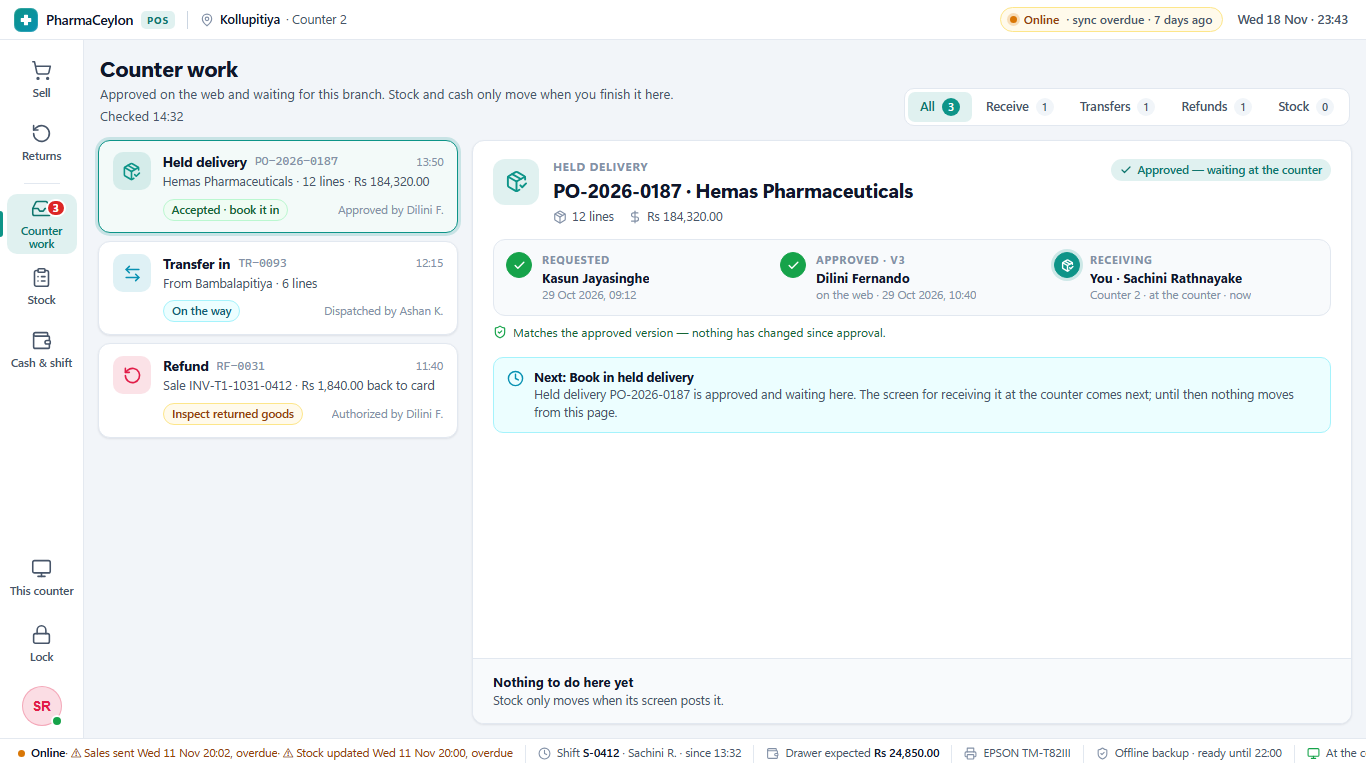 PharmaCeylon POS Kollupitiya · Counter 2 Online · sync overdue · 7 days ago Wed 18 Nov · 23:43
Sell
Returns
3
Counter
work
Stock
Cash & shift
This counter
Lock
SR
Counter work
Approved on the web and waiting for this branch. Stock and cash only move when you finish it here.
Checked 14:32
All 3 Receive 1 Transfers 1 Refunds 1 Stock 0
Held delivery PO-2026-0187 13:50
Hemas Pharmaceuticals · 12 lines · Rs 184,320.00
Accepted · book it in Approved by Dilini F.
Transfer in TR-0093 12:15
From Bambalapitiya · 6 lines
On the way Dispatched by Ashan K.
Refund RF-0031 11:40
Sale INV-T1-1031-0412 · Rs 1,840.00 back to card
Inspect returned goods Authorized by Dilini F.
HELD DELIVERY
Approved — waiting at the counter
PO-2026-0187 · Hemas Pharmaceuticals
12 lines Rs 184,320.00
REQUESTED
Kasun Jayasinghe
29 Oct 2026, 09:12
APPROVED · V3
Dilini Fernando
on the web · 29 Oct 2026, 10:40
RECEIVING
You · Sachini Rathnayake
Counter 2 · at the counter · now
Matches the approved version — nothing has changed since approval.
Next: Book in held delivery
Held delivery PO-2026-0187 is approved and waiting here. The screen for receiving it at the counter comes next; until then nothing moves
from this page.
Nothing to do here yet
Stock only moves when its screen posts it.
Online · ⚠ Sales sent Wed 11 Nov 20:02, overdue · ⚠ Stock updated Wed 11 Nov 20:00, overdue Shift S-0412 · Sachini R. · since 13:32 Drawer expected Rs 24,850.00 EPSON TM-T82III Offline backup · ready until 22:00 At the